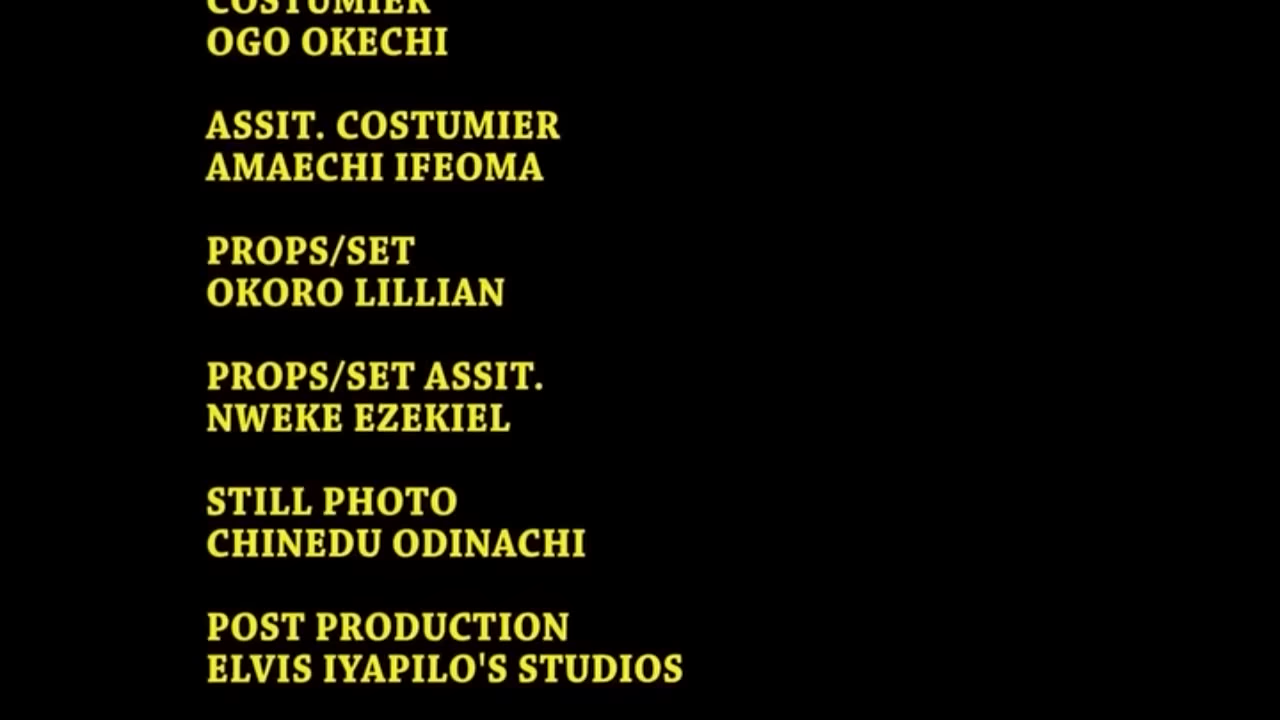 COSTUMIER
OGO OKECHI
ASSIT. COSTUMIER
AMAECHI IFEOMA
PROPS/SET
OKORO LILLIAN
PROPS/SET ASSIT.
NWEKE EZEKIEL
STILL PHOTO
CHINEDU ODINACHI
POST PRODUCTION
ELVIS IYAPILO'S STUDIOS